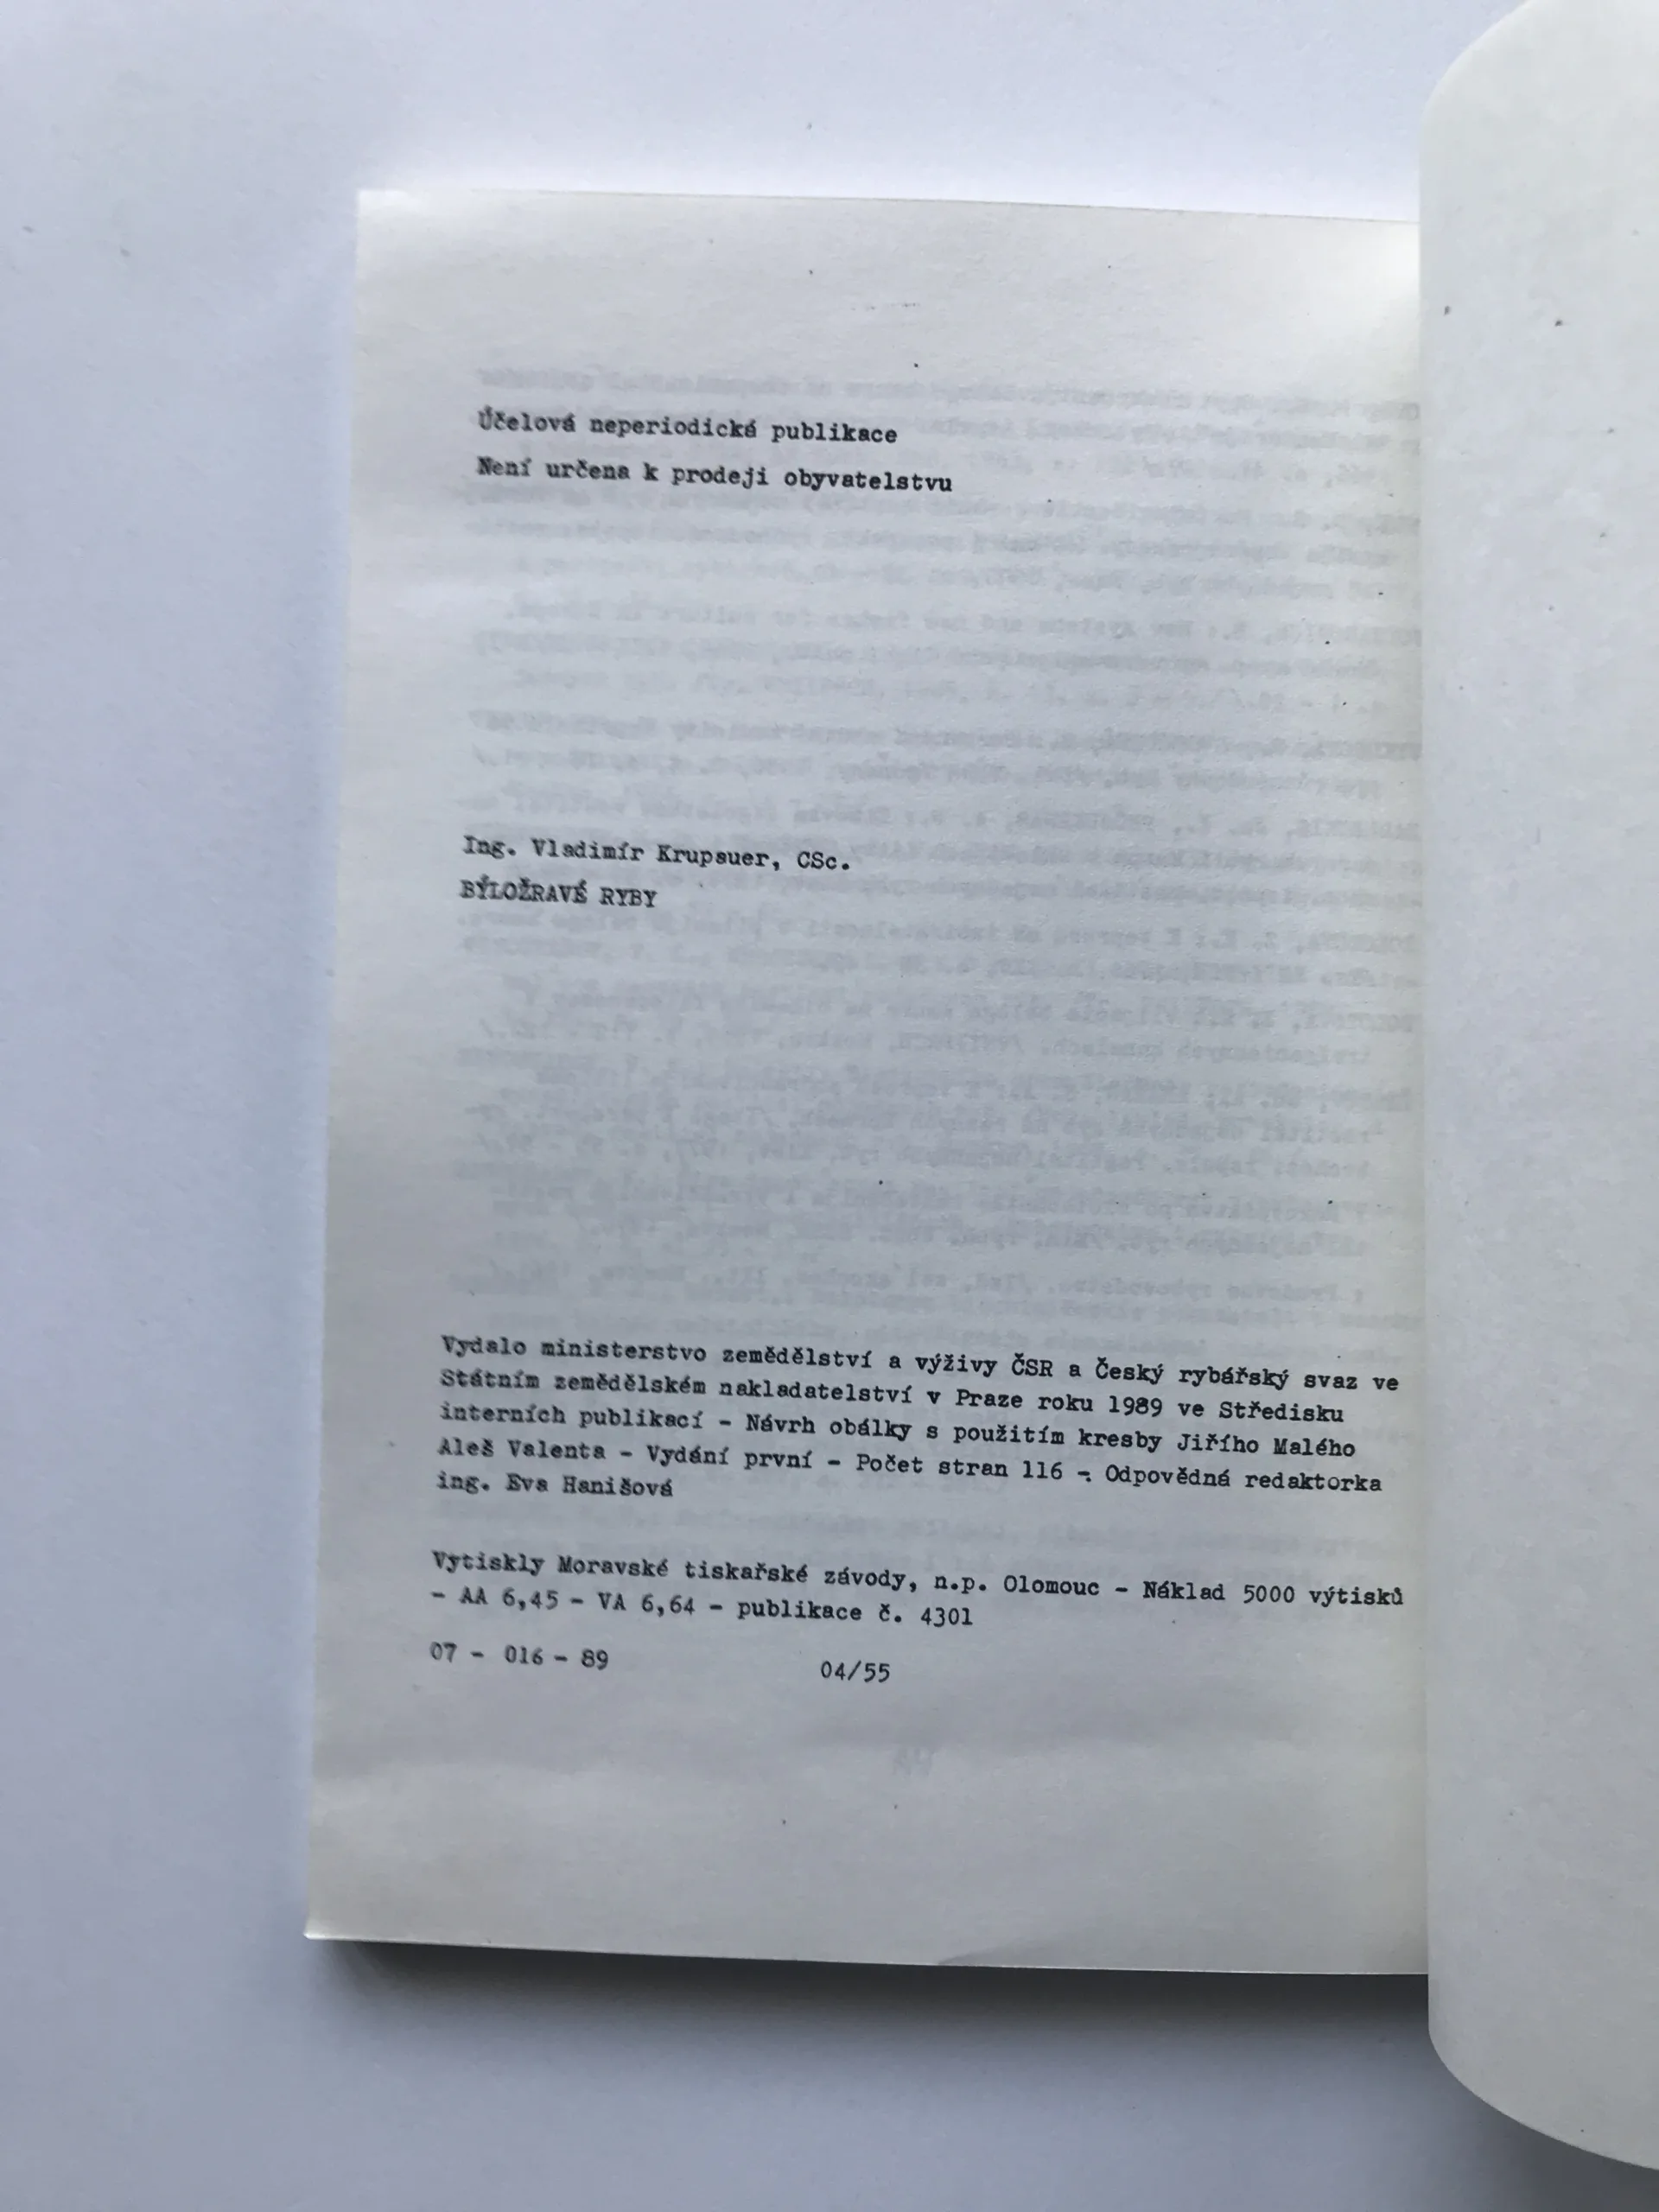 Účelová neperiodická publikace
Není určena k prodeji obyvatelstvu
Ing. Vladimír Krupauer, CSc.
BÝLOŽRAVÉ RYBY
Vydalo ministerstvo zemědělství a výživy ČSR a Český rybářský svaz ve
Státním zemědělském nakladatelství v Praze roku 1989 ve Středisku
interních publikací - Návrh obálky s použitím kresby Jiřího Malého
Aleš Valenta - Vydání první - Počet stran 116 - Odpovědná redaktorka
ing. Eva Hanišová
Vytiskly Moravské tiskařské závody, n.p. Olomouc - Náklad 5000 výtisků
- AA 6,45 - VA 6,64 - publikace č. 4301
07 - 016 - 89 04/55